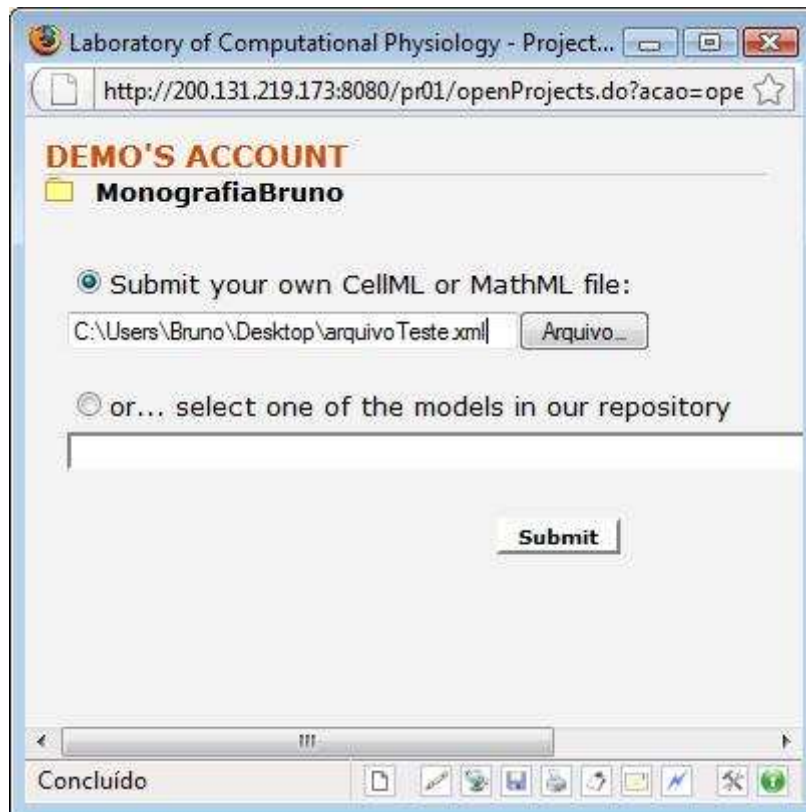 Laboratory of Computational Physiology - Project...
http://200.131.219.173:8080/pr01/openProjects.do?acao=ope
DEMO'S ACCOUNT
MonografiaBruno
Submit your own CellML or MathML file:
C:\Users\Bruno\Desktop\arquivoTeste.xml Arquivo...
or... select one of the models in our repository
Submit
Concluído